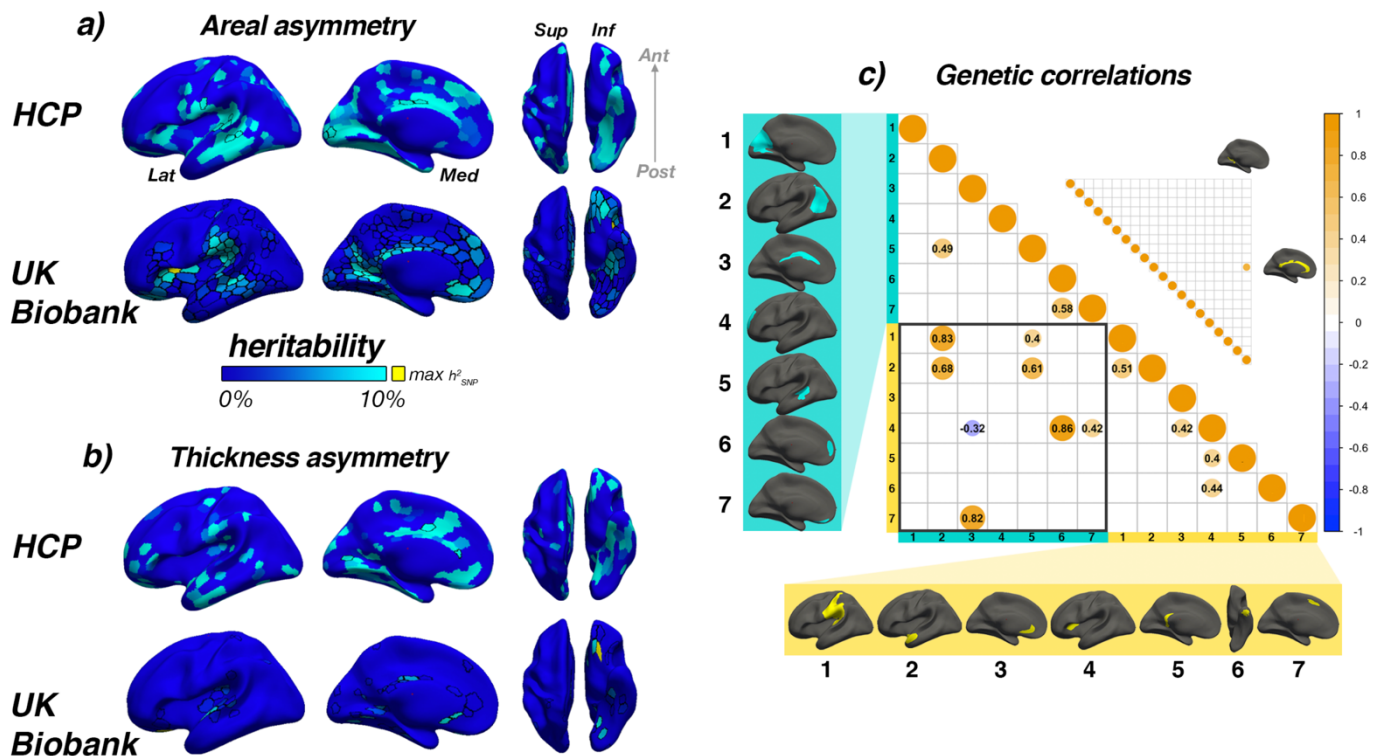 a)
Areal asymmetry
Sup
Inf
HCP
Ant
Post
Lat
Med
UK
Biobank
heritability
max h²SNP
0%
10%
b)
Thickness asymmetry
HCP
UK
Biobank
c)
Genetic correlations
1
2
3
4
5
6
7
1
2
3
4
5
0.49
6
7
0.58
1
0.83
0.4
2
0.68
0.61
0.51
3
4
-0.32
0.86
0.42
0.42
5
0.4
6
0.44
7
0.82
1 2 3 4 5 6 7 1 2 3 4 5 6 7
1
0.8
0.6
0.4
0.2
0
-0.2
-0.4
-0.6
-0.8
-1
1 2 3 4 5 6 7